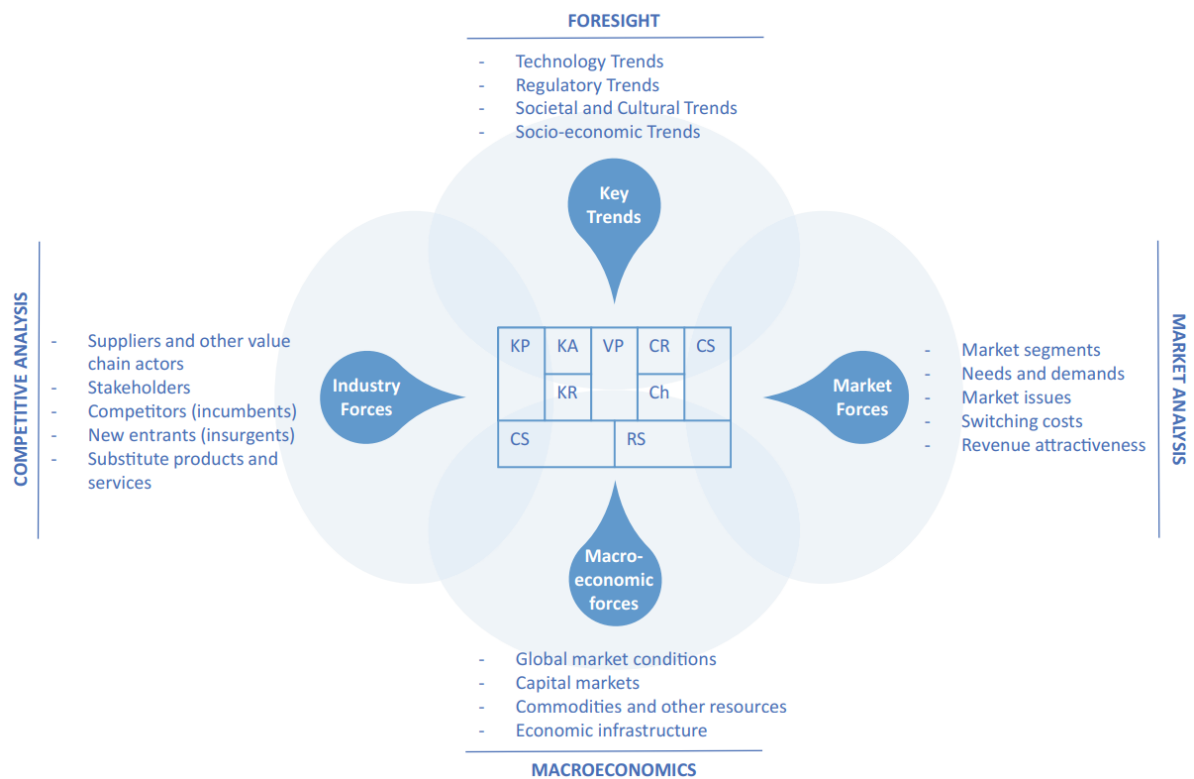 FORESIGHT
- Technology Trends
- Regulatory Trends
- Societal and Cultural Trends
- Socio-economic Trends
Key
Trends
COMPETITIVE ANALYSIS
- Suppliers and other value
chain actors
- Stakeholders
- Competitors (incumbents)
- New entrants (insurgents)
- Substitute products and
services
Industry
Forces
KP KA VP CR CS
KR Ch
CS RS
Market
Forces
- Market segments
- Needs and demands
- Market issues
- Switching costs
- Revenue attractiveness
MARKET ANALYSIS
Macro-
economic
forces
- Global market conditions
- Capital markets
- Commodities and other resources
- Economic infrastructure
MACROECONOMICS